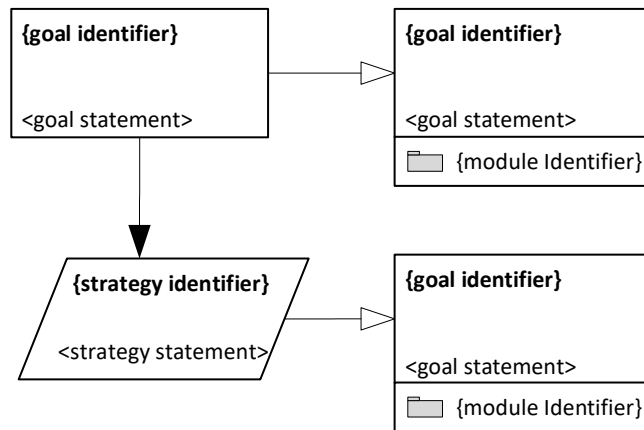 {goal identifier}
<goal statement>
{goal identifier}
<goal statement>
{module Identifier}
{strategy identifier}
<strategy statement>
{goal identifier}
<goal statement>
{module Identifier}